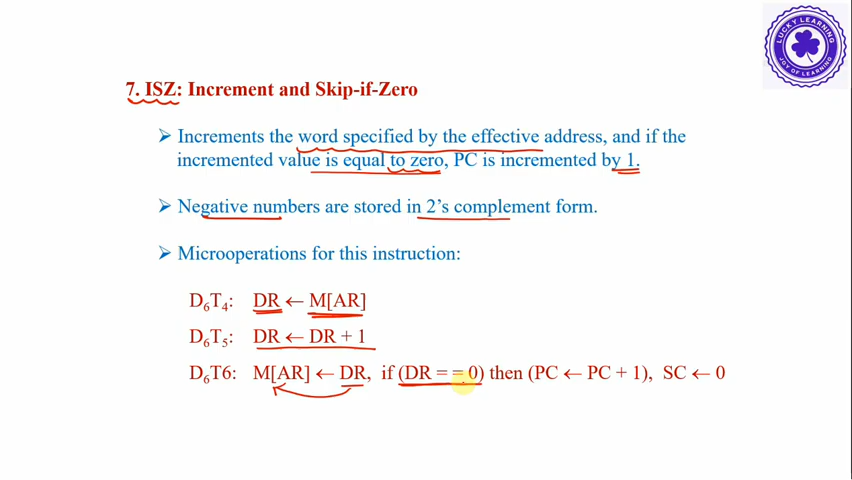 LUCKY LEARNING
JOY OF LEARNING
7. ISZ: Increment and Skip-if-Zero
➢ Increments the word specified by the effective address, and if the
incremented value is equal to zero, PC is incremented by 1.
➢ Negative numbers are stored in 2’s complement form.
➢ Microoperations for this instruction:
D₆T₄: DR ← M[AR]
D₆T₅: DR ← DR + 1
D₆T6: M[AR] ← DR, if (DR = = 0) then (PC ← PC + 1), SC ← 0